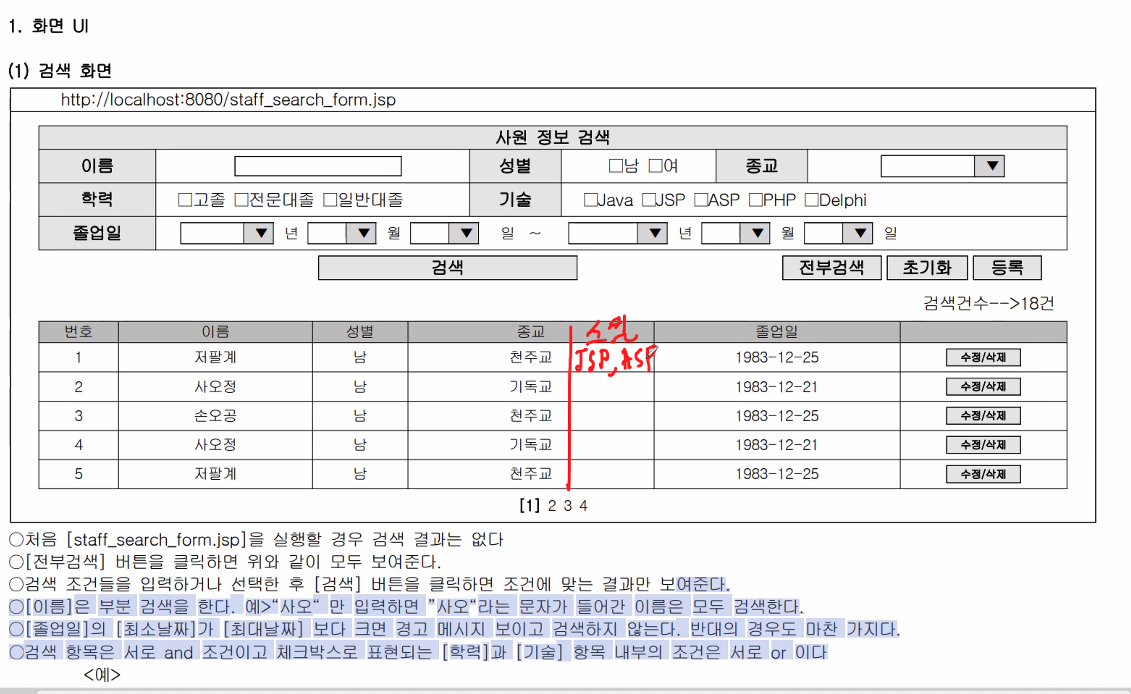 1. 화면 UI
(1) 검색 화면
http://localhost:8080/staff_search_form.jsp
사원 정보 검색
이름 성별 □남 □여 종교 ▼
학력 □고졸 □전문대졸 □일반대졸 기술 □Java □JSP □ASP □PHP □Delphi
졸업일 ▼ 년 ▼ 월 ▼ 일 ~ ▼ 년 ▼ 월 ▼ 일
검색 전부검색 초기화 등록
검색건수-->18건
번호 이름 성별 종교 졸업일
1 저팔계 남 천주교 JSP, ASP 1983-12-25 수정/삭제
2 사오정 남 기독교 1983-12-21 수정/삭제
3 손오공 남 천주교 1983-12-25 수정/삭제
4 사오정 남 기독교 1983-12-21 수정/삭제
5 저팔계 남 천주교 1983-12-25 수정/삭제
[1] 2 3 4
○처음 [staff_search_form.jsp]을 실행할 경우 검색 결과는 없다
○[전부검색] 버튼을 클릭하면 위와 같이 모두 보여준다.
○검색 조건들을 입력하거나 선택한 후 [검색] 버튼을 클릭하면 조건에 맞는 결과만 보여준다.
○[이름]은 부분 검색을 한다. 예>“사오“ 만 입력하면 ”사오“라는 문자가 들어간 이름은 모두 검색한다.
○[졸업일]의 [최소날짜]가 [최대날짜] 보다 크면 경고 메시지 보이고 검색하지 않는다. 반대의 경우도 마찬 가지다.
○검색 항목은 서로 and 조건이고 체크박스로 표현되는 [학력]과 [기술] 항목 내부의 조건은 서로 or 이다
<예>